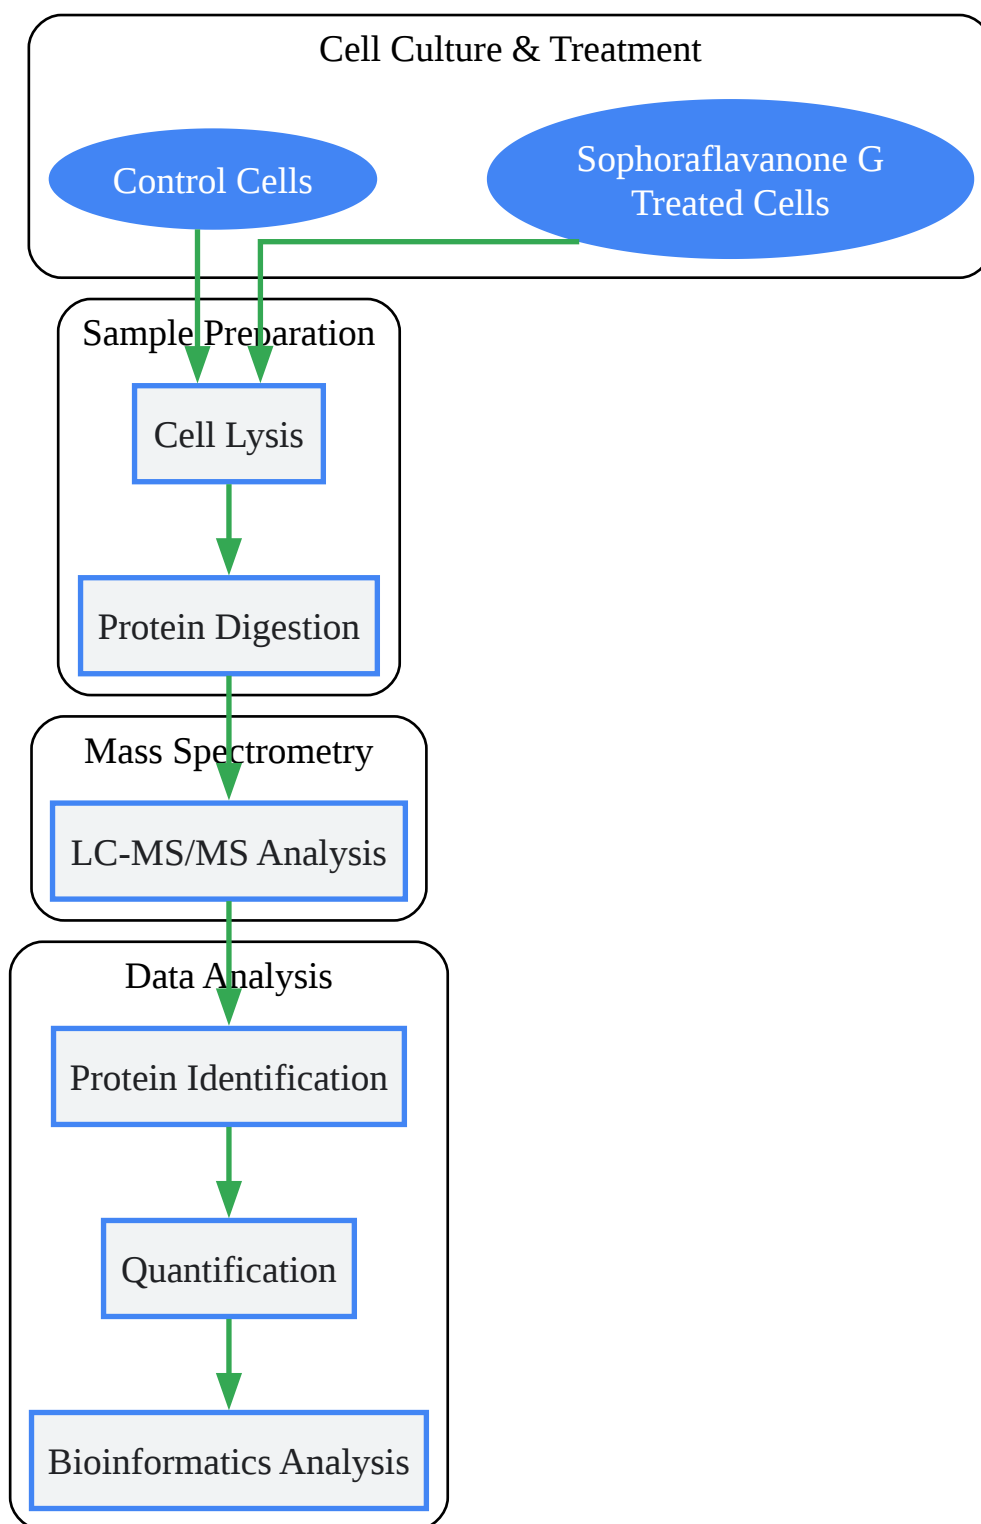 Cell Culture & Treatment
Control Cells
Sophoraflavanone G
Treated Cells
Sample Preparation
Cell Lysis
Protein Digestion
Mass Spectrometry
LC-MS/MS Analysis
Data Analysis
Protein Identification
Quantification
Bioinformatics Analysis